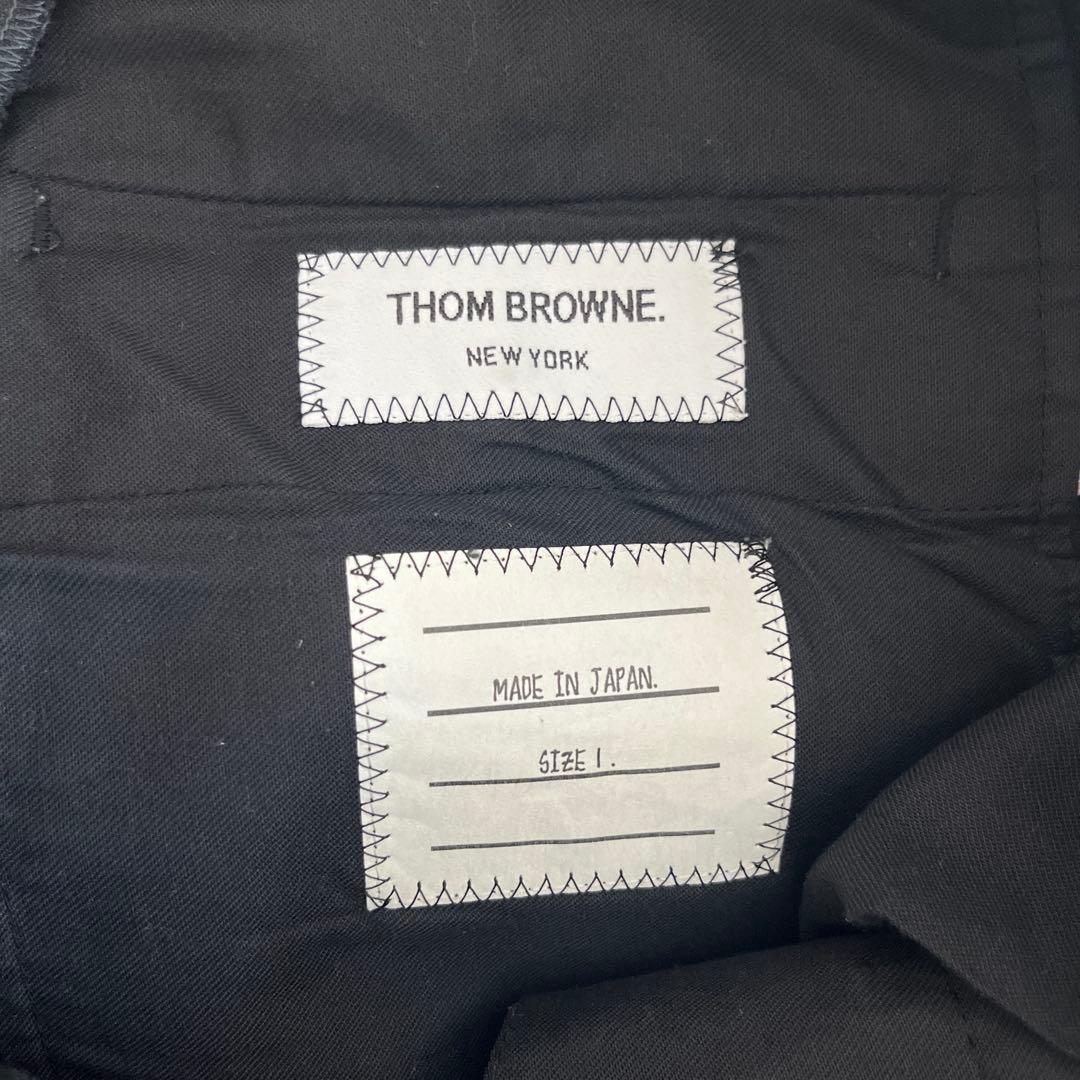 THOM BROWNE.
NEW YORK
MADE IN JAPAN.
SIZE 1.